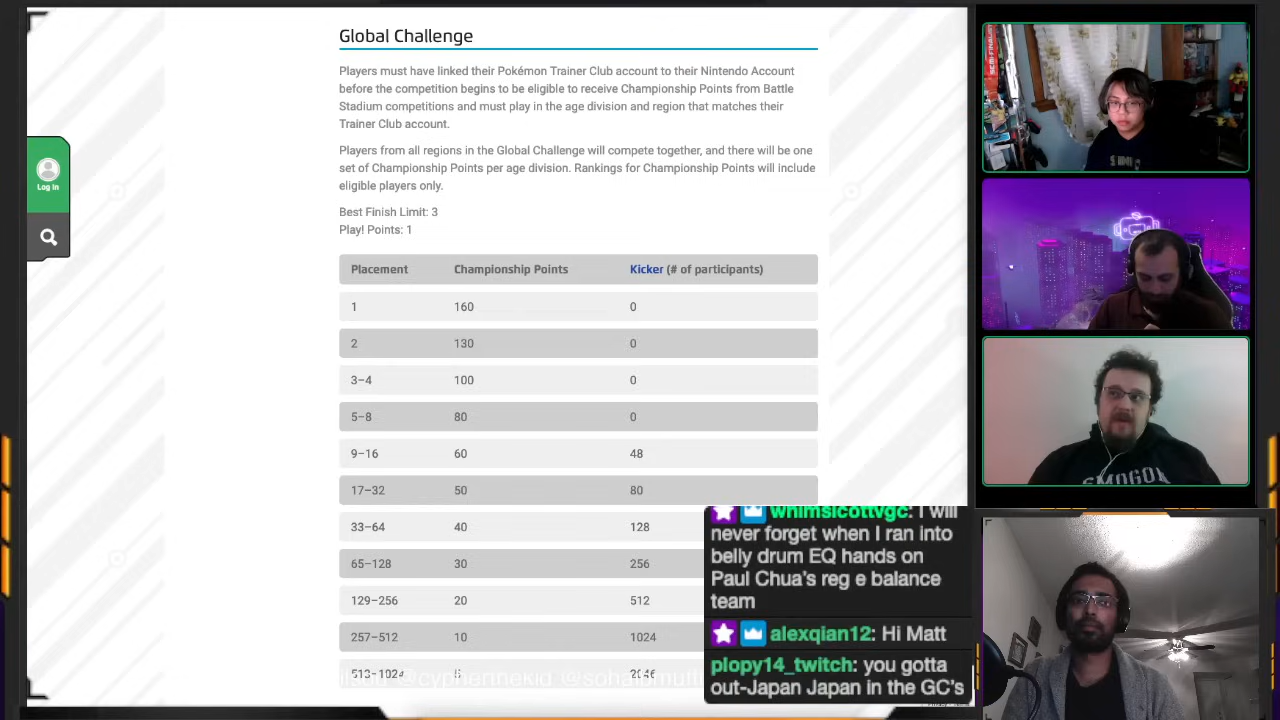 Global Challenge
Players must have linked their Pokémon Trainer Club account to their Nintendo Account
before the competition begins to be eligible to receive Championship Points from Battle
Stadium competitions and must play in the age division and region that matches their
Trainer Club account.
Players from all regions in the Global Challenge will compete together, and there will be one
set of Championship Points per age division. Rankings for Championship Points will include
eligible players only.
Best Finish Limit: 3
Play! Points: 1
Log In
Placement Championship Points Kicker (# of participants)
1 160 0
2 130 0
3–4 100 0
5–8 80 0
9–16 60 48
17–32 50 80
33–64 40 128
65–128 30 256
129–256 20 512
257–512 10 1024
513–1024
SEMI-FINALIST
SMOGON
whimsicottvgc: I will
never forget when I ran into
belly drum EQ hands on
Paul Chua's reg e balance
team
alexqian12: Hi Matt
plopy14_twitch: you gotta
out-Japan Japan in the GC's